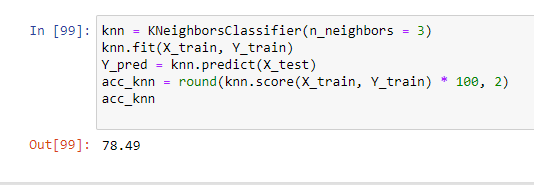 In [99]: knn = KNeighborsClassifier(n_neighbors = 3)
knn.fit(X_train, Y_train)
Y_pred = knn.predict(X_test)
acc_knn = round(knn.score(X_train, Y_train) * 100, 2)
acc_knn
Out[99]: 78.49